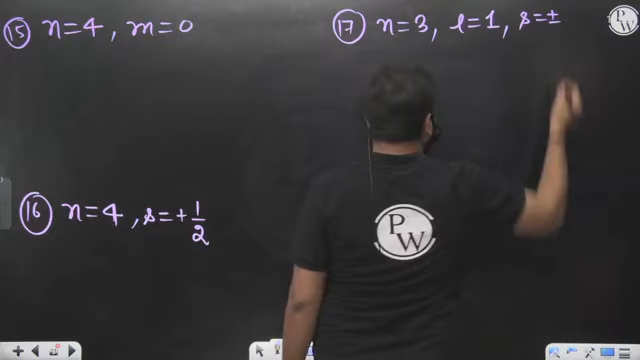 15 n=4, m=0
17 n=3, l=1, s=±
16 n=4, s=+1/2
PW
PW